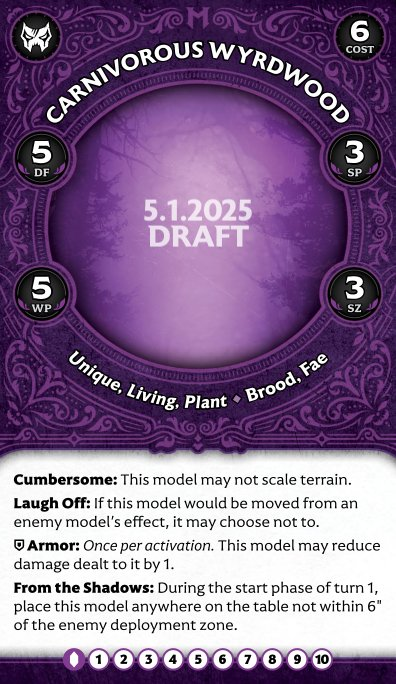 6
COST
CARNIVOROUS WYRDWOOD
5
DF
3
SP
5.1.2025
DRAFT
5
WP
3
SZ
Unique, Living, Plant ◆ Brood, Fae
Cumbersome: This model may not scale terrain.
Laugh Off: If this model would be moved from an
enemy model's effect, it may choose not to.
Armor: Once per activation. This model may reduce
damage dealt to it by 1.
From the Shadows: During the start phase of turn 1,
place this model anywhere on the table not within 6"
of the enemy deployment zone.
1 2 3 4 5 6 7 8 9 10